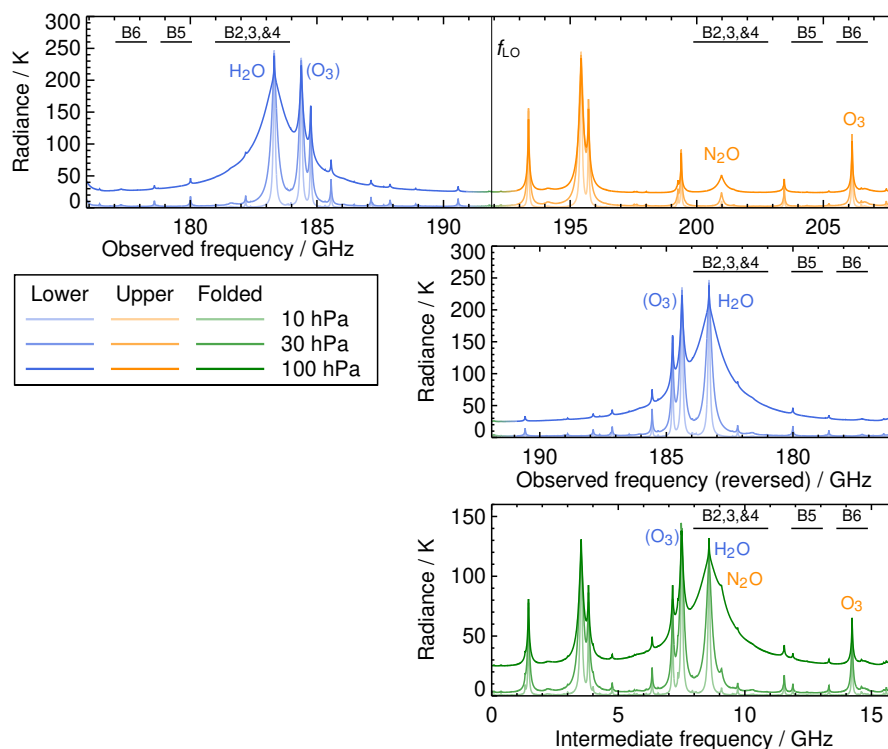 B6 B5 B2,3,&4 fLO B2,3,&4 B5 B6
300
250
200
150
100
50
0
Radiance / K
H2O (O3) N2O O3
180 185 190 195 200 205
Observed frequency / GHz Observed frequency / GHz
Lower Upper Folded
10 hPa
30 hPa
100 hPa
B2,3,&4 B5 B6
300
250
200
150
100
50
0
Radiance / K
(O3) H2O
190 185 180
Observed frequency (reversed) / GHz
B2,3,&4 B5 B6
150
100
50
0
Radiance / K
(O3) H2O
N2O
O3
0 5 10 15
Intermediate frequency / GHz